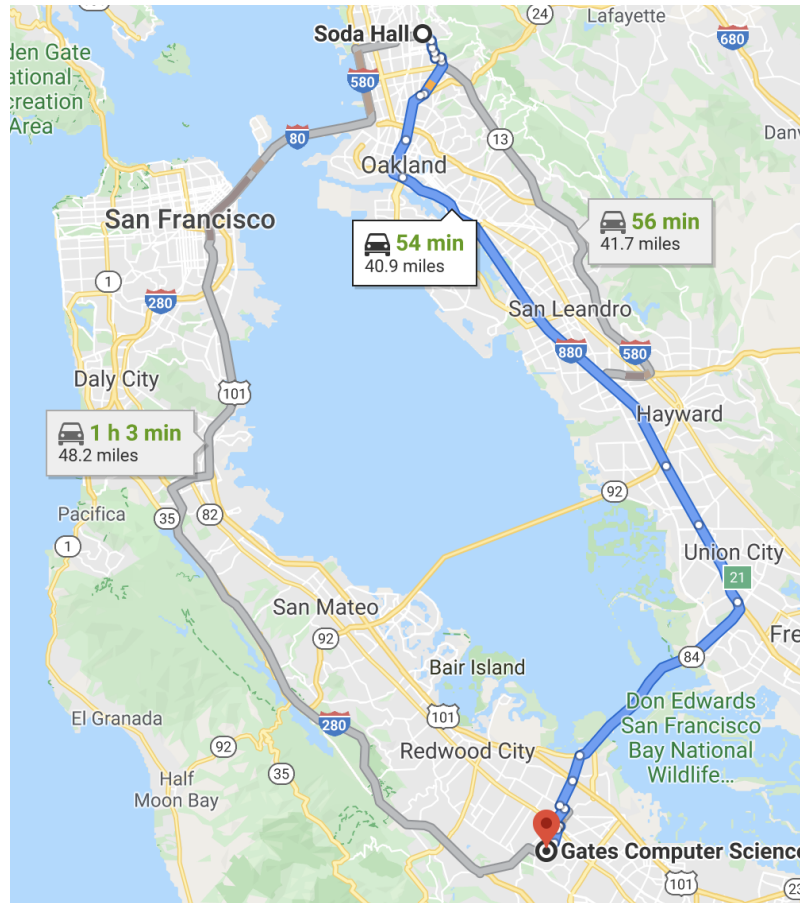 Soda Hall
24
Lafayette
680
den Gate
ational
creation
Area
580
80
13
Danv
Oakland
San Francisco
56 min
41.7 miles
54 min
40.9 miles
1
280
San Leandro
880
580
Daly City
101
Hayward
1 h 3 min
48.2 miles
92
Pacifica
35
82
1
Union City
21
San Mateo
92
Fre
84
Bair Island
Don Edwards
San Francisco
Bay National
Wildlife...
El Granada
101
280
92
Redwood City
35
Half
Moon Bay
Gates Computer Science
101
23